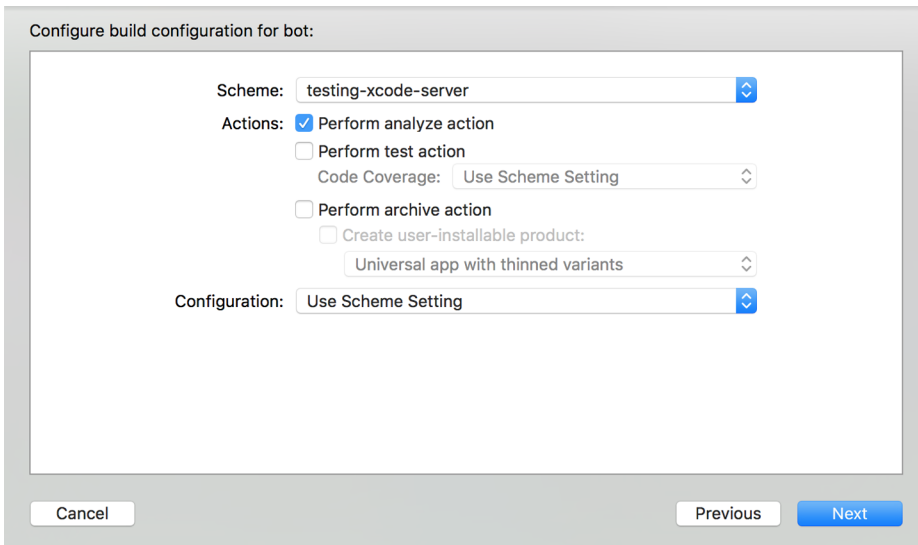 Configure build configuration for bot:
Scheme: testing-xcode-server
Actions: Perform analyze action
Perform test action
Code Coverage: Use Scheme Setting
Perform archive action
Create user-installable product:
Universal app with thinned variants
Configuration: Use Scheme Setting
Cancel Previous Next